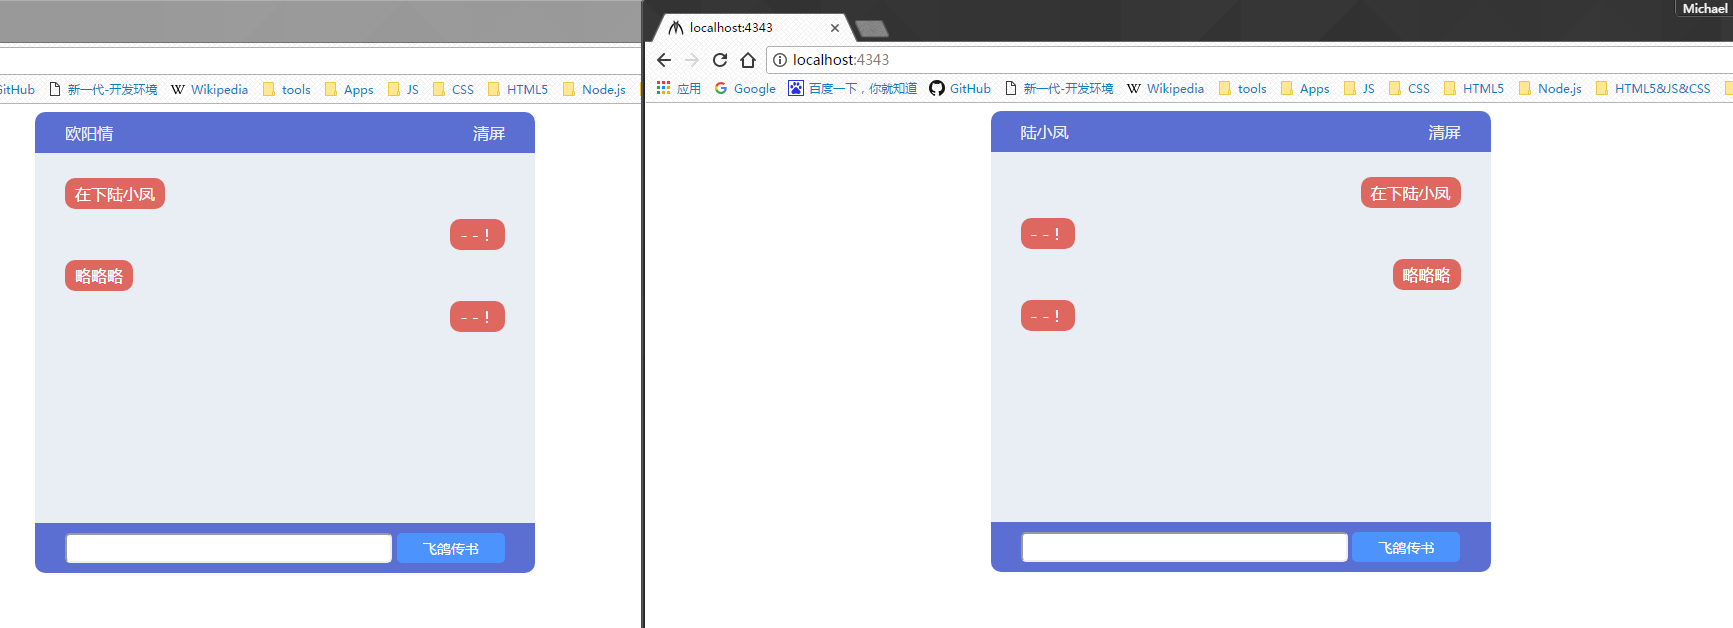 GitHub 新一代-开发环境 Wikipedia tools Apps JS CSS HTML5 Node.js
欧阳情 清屏
在下陆小凤
- - !
略略略
- - !
飞鸽传书
Michael
localhost:4343
localhost:4343
应用 Google 百度一下，你就知道 GitHub 新一代-开发环境 Wikipedia tools Apps JS CSS HTML5 Node.js HTML5&JS&CSS
陆小凤 清屏
在下陆小凤
- - !
略略略
- - !
飞鸽传书